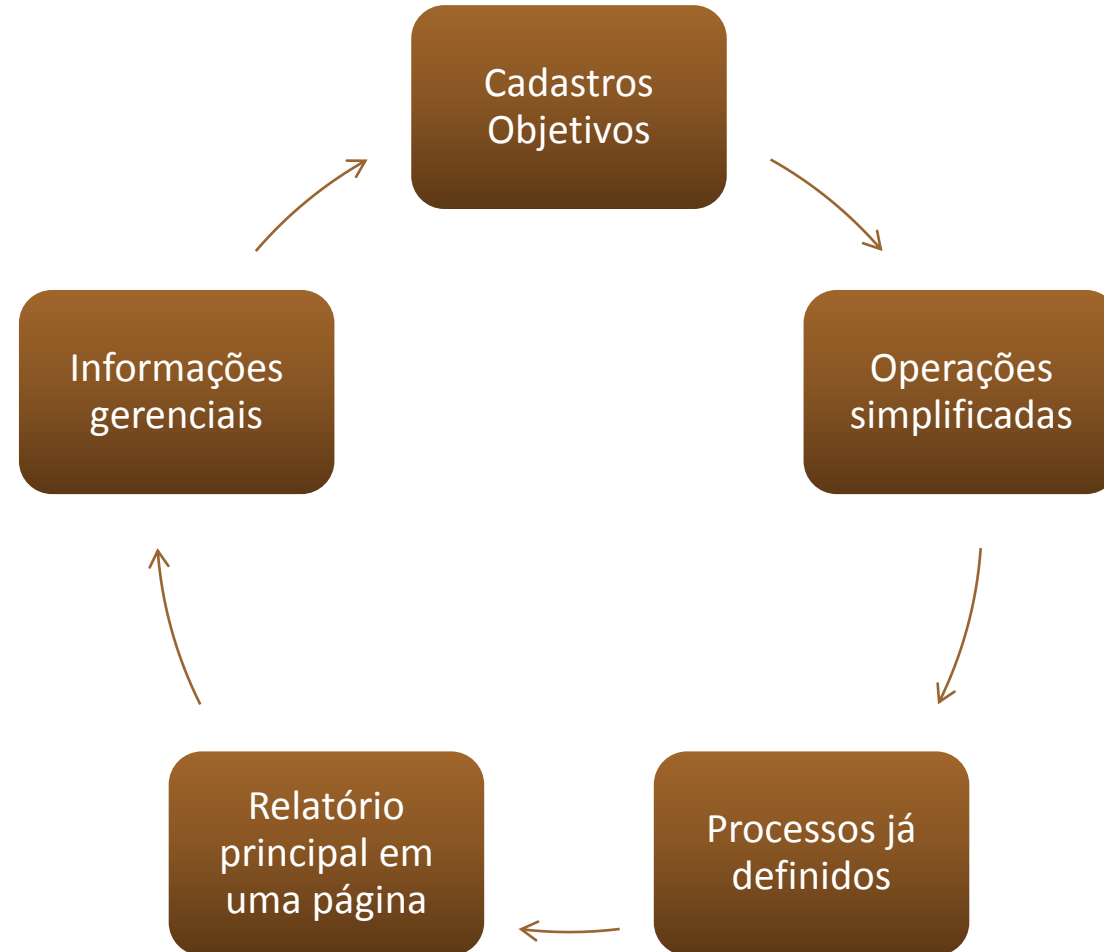 Cadastros
Objetivos
Operações
simplificadas
Processos já
definidos
Relatório
principal em
uma página
Informações
gerenciais